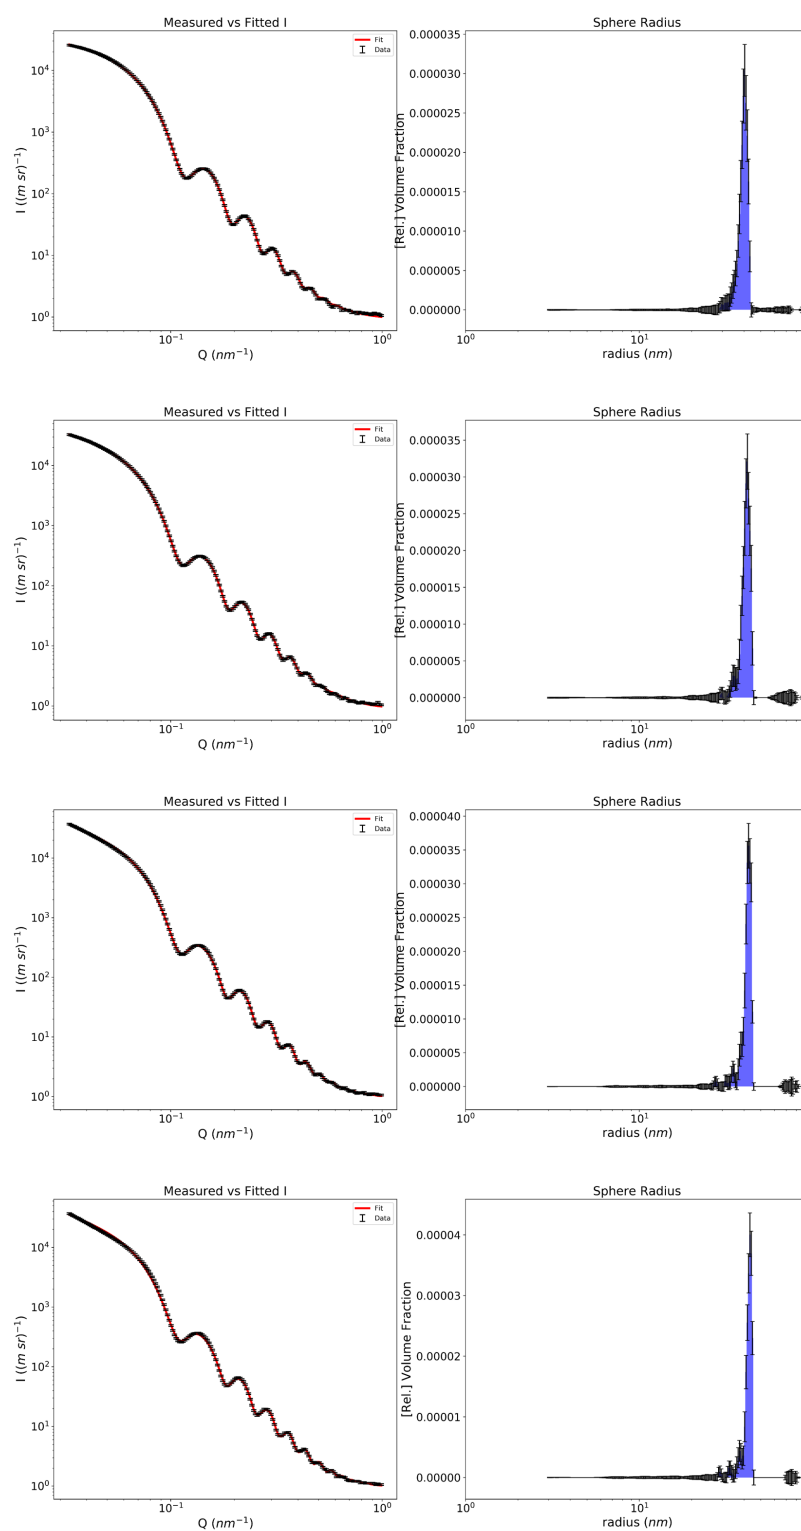 Measured vs Fitted I
Fit
Data
10⁴
10³
10²
10¹
10⁰
I ((m sr)⁻¹)
10⁻¹
10⁰
Q (nm⁻¹)
Sphere Radius
0.000035
0.000030
0.000025
0.000020
0.000015
0.000010
0.000005
0.000000
[Rel.] Volume Fraction
10⁰
10¹
radius (nm)
Measured vs Fitted I
Fit
Data
10⁴
10³
10²
10¹
10⁰
I ((m sr)⁻¹)
10⁻¹
10⁰
Q (nm⁻¹)
Sphere Radius
0.000035
0.000030
0.000025
0.000020
0.000015
0.000010
0.000005
0.000000
[Rel.] Volume Fraction
10⁰
10¹
radius (nm)
Measured vs Fitted I
Fit
Data
10⁴
10³
10²
10¹
10⁰
I ((m sr)⁻¹)
10⁻¹
10⁰
Q (nm⁻¹)
Sphere Radius
0.000040
0.000035
0.000030
0.000025
0.000020
0.000015
0.000010
0.000005
0.000000
[Rel.] Volume Fraction
10⁰
10¹
radius (nm)
Measured vs Fitted I
Fit
Data
10⁴
10³
10²
10¹
10⁰
I ((m sr)⁻¹)
10⁻¹
10⁰
Q (nm⁻¹)
Sphere Radius
0.00004
0.00003
0.00002
0.00001
0.00000
[Rel.] Volume Fraction
10⁰
10¹
radius (nm)